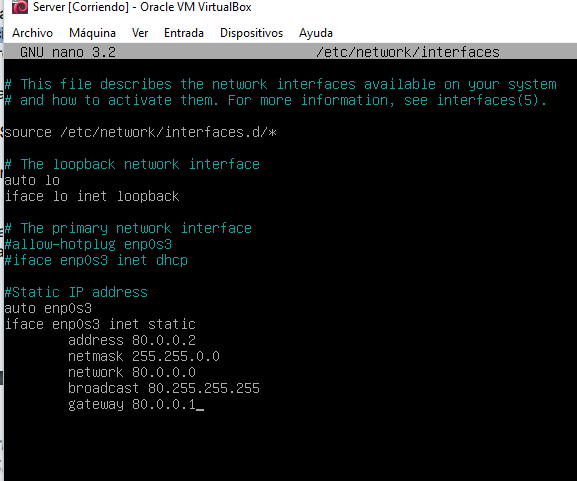 Server [Corriendo] - Oracle VM VirtualBox
Archivo Máquina Ver Entrada Dispositivos Ayuda
GNU nano 3.2 /etc/network/interfaces
# This file describes the network interfaces available on your system
# and how to activate them. For more information, see interfaces(5).
source /etc/network/interfaces.d/*
# The loopback network interface
auto lo
iface lo inet loopback
# The primary network interface
#allow-hotplug enp0s3
#iface enp0s3 inet dhcp
#Static IP address
auto enp0s3
iface enp0s3 inet static
address 80.0.0.2
netmask 255.255.0.0
network 80.0.0.0
broadcast 80.255.255.255
gateway 80.0.0.1_